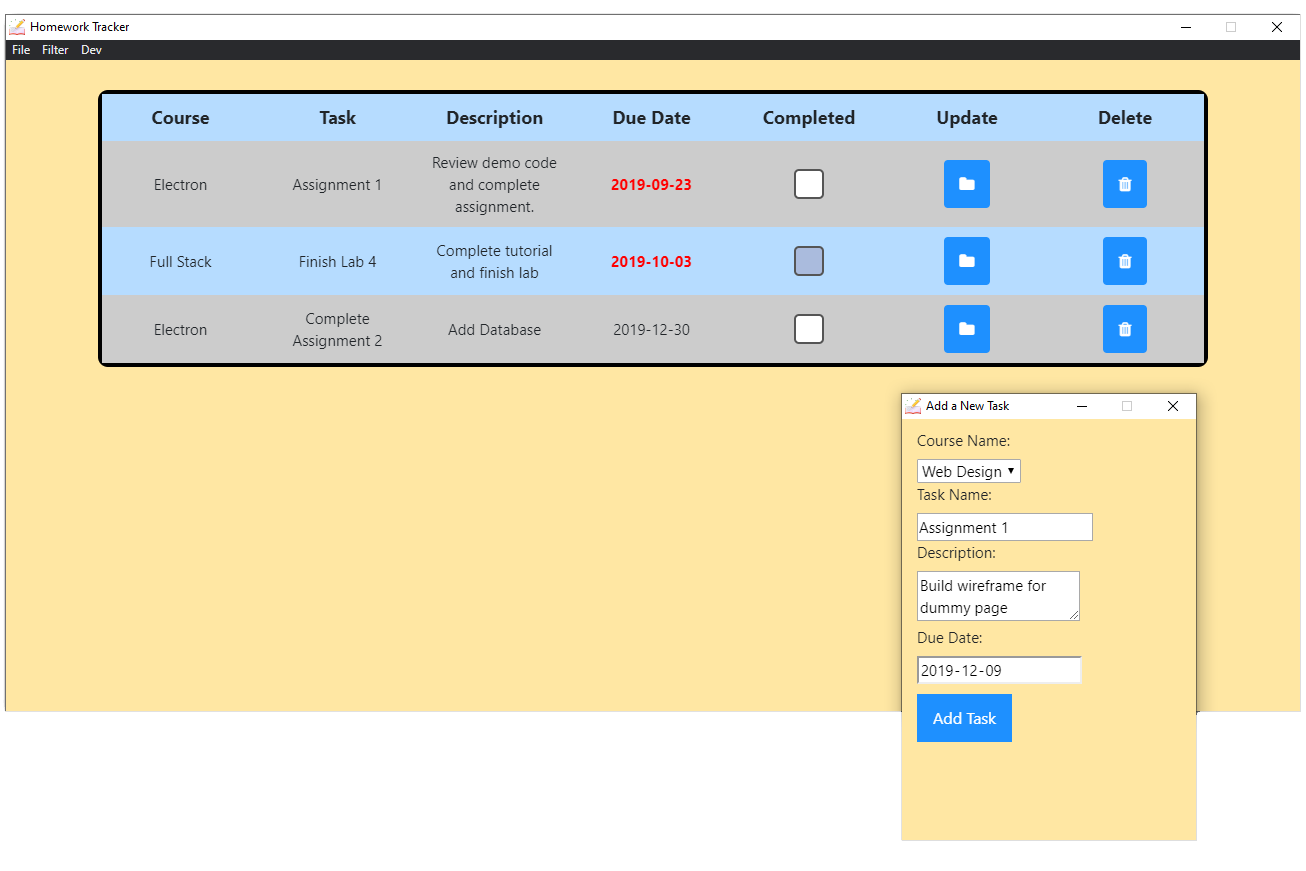 Homework Tracker
File Filter Dev
Course Task Description Due Date Completed Update Delete
Electron Assignment 1 Review demo code
and complete
assignment. 2019-09-23
Full Stack Finish Lab 4 Complete tutorial
and finish lab 2019-10-03
Electron Complete
Assignment 2 Add Database 2019-12-30
Add a New Task
Course Name:
Web Design
Task Name:
Assignment 1
Description:
Build wireframe for
dummy page
Due Date:
2019-12-09
Add Task